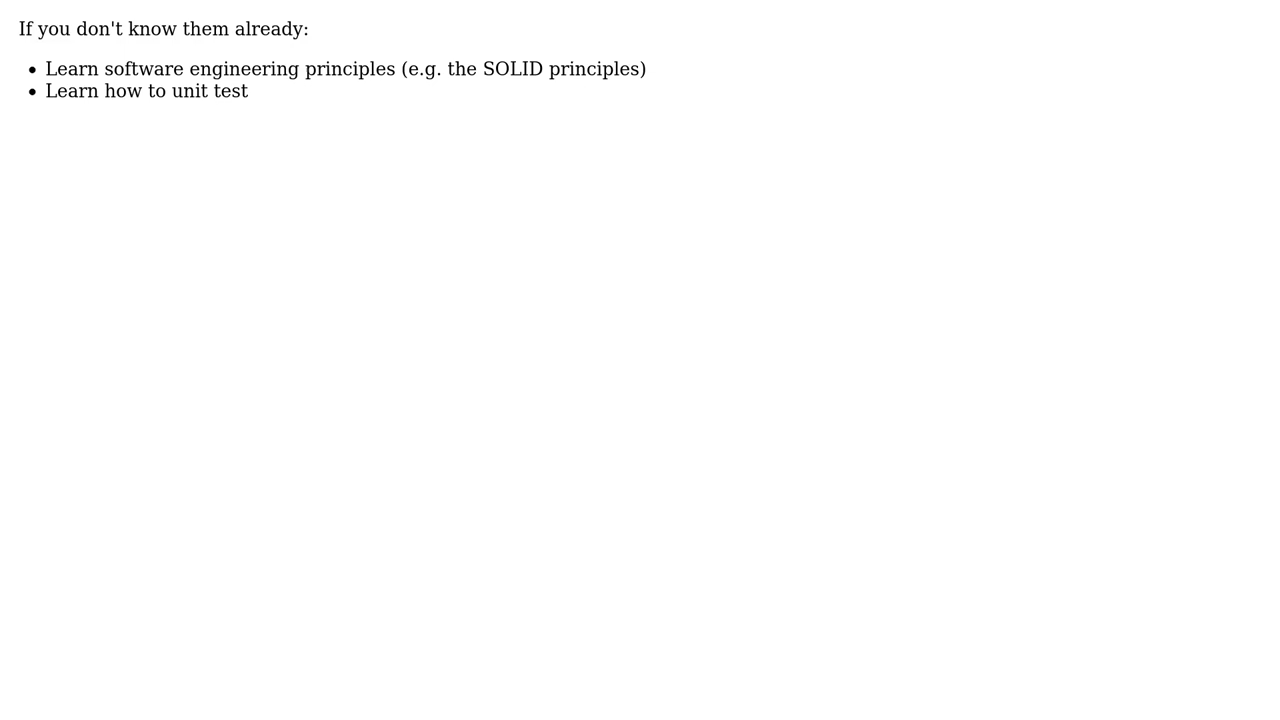 If you don't know them already:
• Learn software engineering principles (e.g. the SOLID principles)
• Learn how to unit test